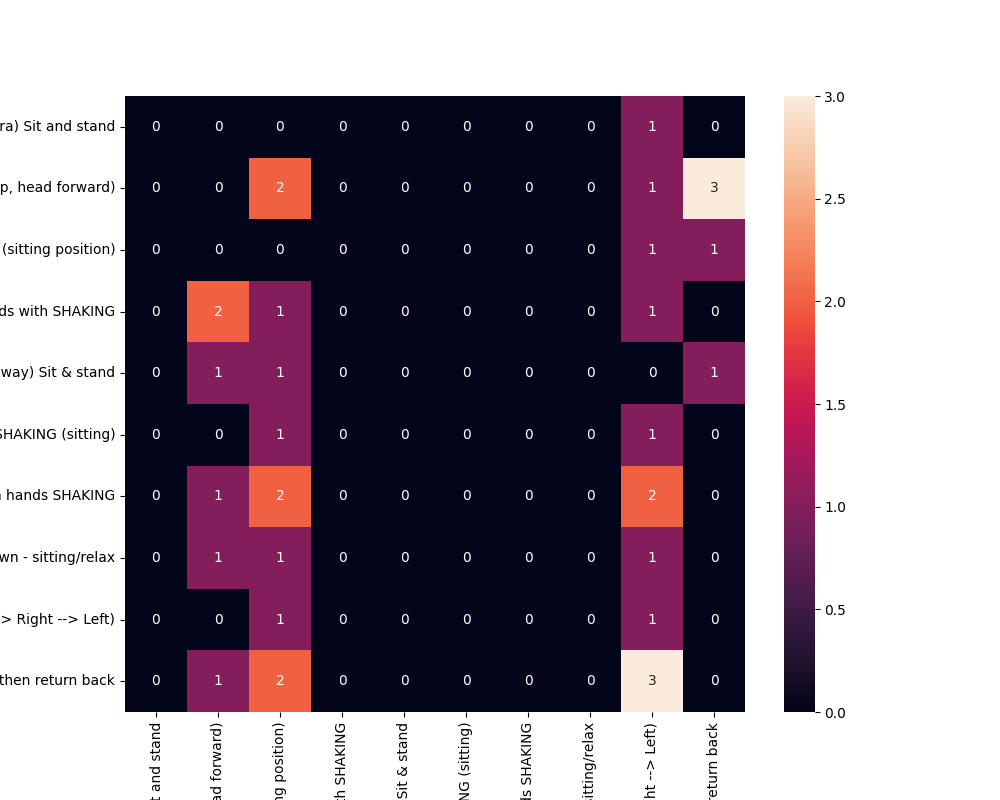 ra) Sit and stand 0 0 0 0 0 0 0 0 1 0
p, head forward) 0 0 2 0 0 0 0 0 1 3
(sitting position) 0 0 0 0 0 0 0 0 1 1
ds with SHAKING 0 2 1 0 0 0 0 0 1 0
way) Sit & stand 0 1 1 0 0 0 0 0 0 1
SHAKING (sitting) 0 0 1 0 0 0 0 0 1 0
hands SHAKING 0 1 2 0 0 0 0 0 2 0
wn - sitting/relax 0 1 1 0 0 0 0 0 1 0
> Right --> Left) 0 0 1 0 0 0 0 0 1 0
then return back 0 1 2 0 0 0 0 0 3 0
t and stand
ad forward)
ng position)
th SHAKING
Sit & stand
NG (sitting)
ds SHAKING
sitting/relax
ht --> Left)
return back
3.0
2.5
2.0
1.5
1.0
0.5
0.0